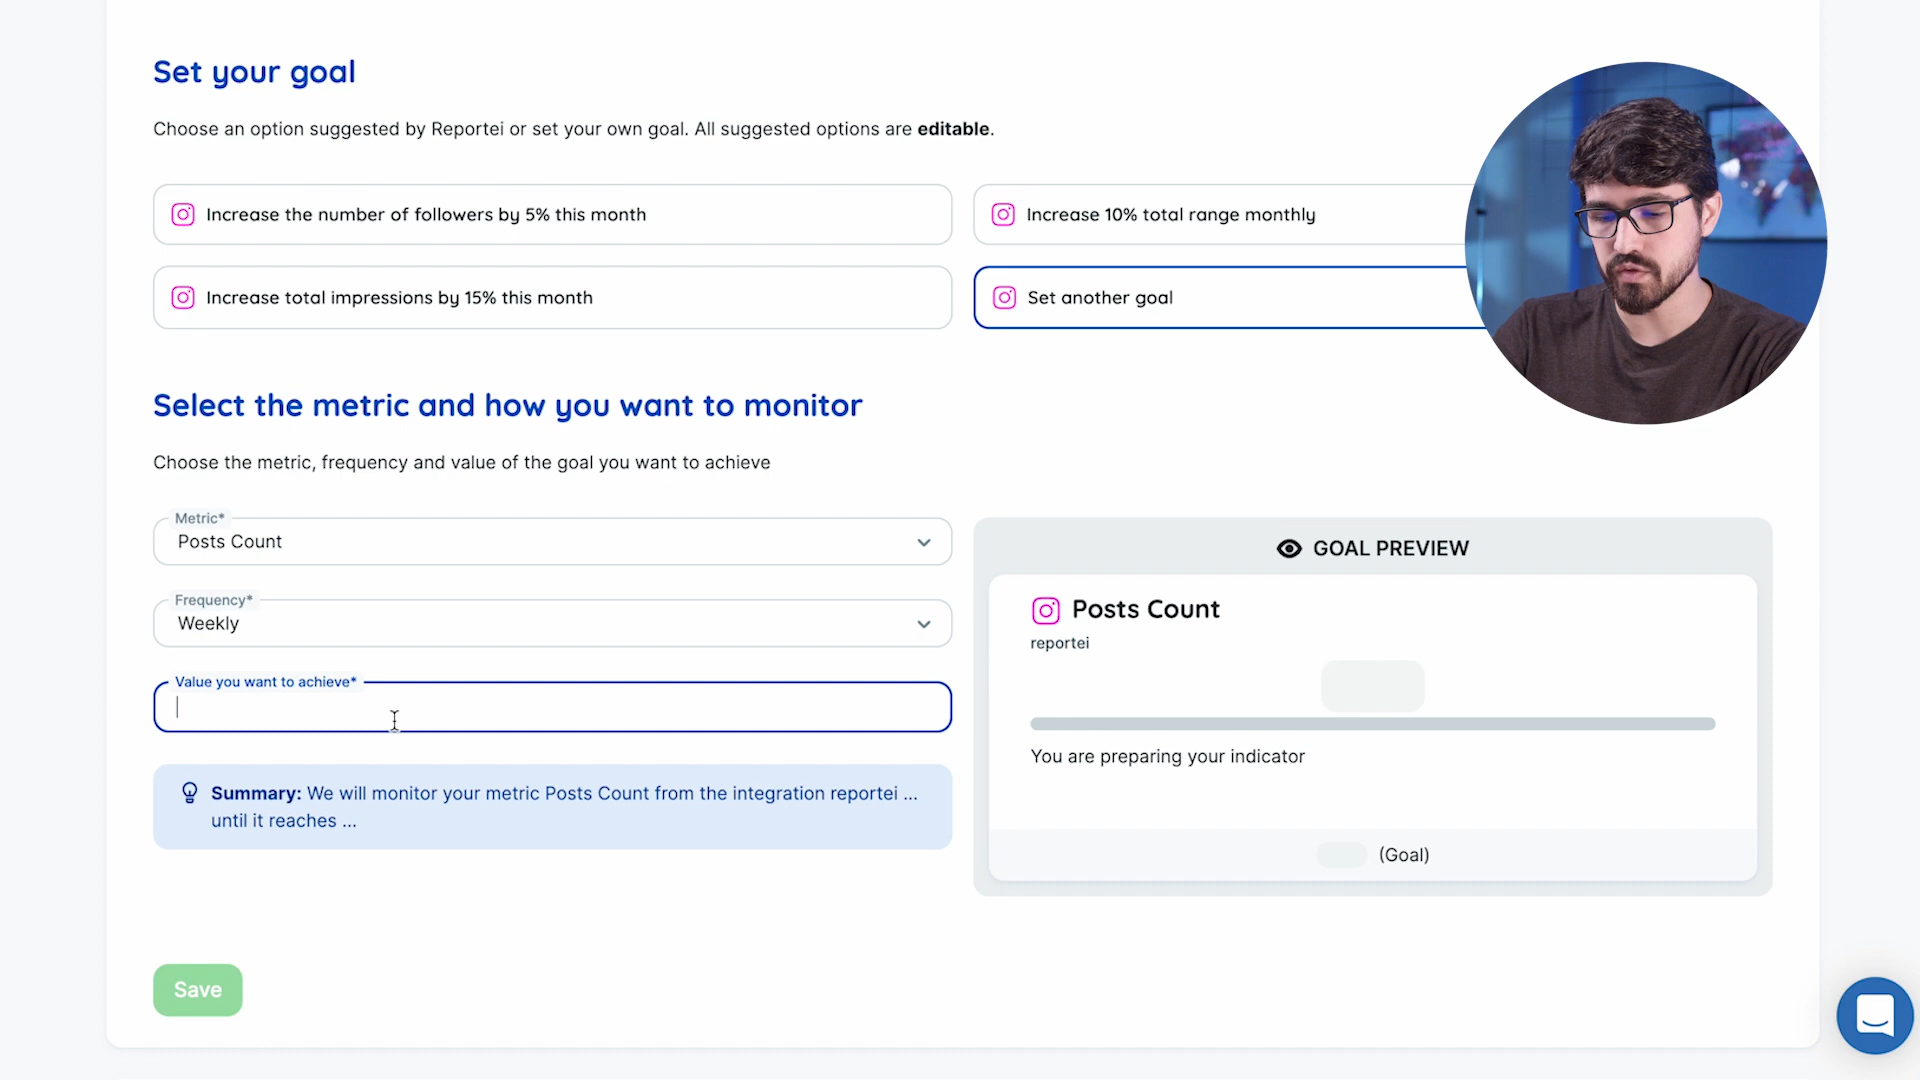 Set your goal
Choose an option suggested by Reportei or set your own goal. All suggested options are editable.
Increase the number of followers by 5% this month
Increase 10% total range monthly
Increase total impressions by 15% this month
Set another goal
Select the metric and how you want to monitor
Choose the metric, frequency and value of the goal you want to achieve
Metric*
Posts Count
Frequency*
Weekly
Value you want to achieve*
Summary: We will monitor your metric Posts Count from the integration reportei ...
until it reaches ...
GOAL PREVIEW
Posts Count
reportei
You are preparing your indicator
(Goal)
Save